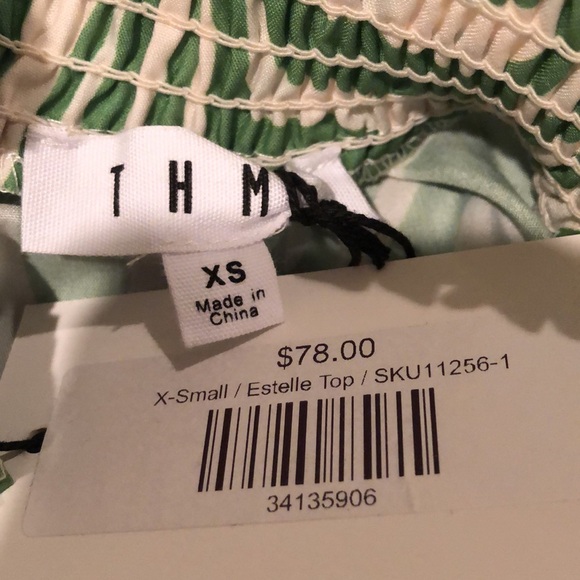 T H M
XS
Made in
China
$78.00
X-Small / Estelle Top / SKU11256-1
34135906